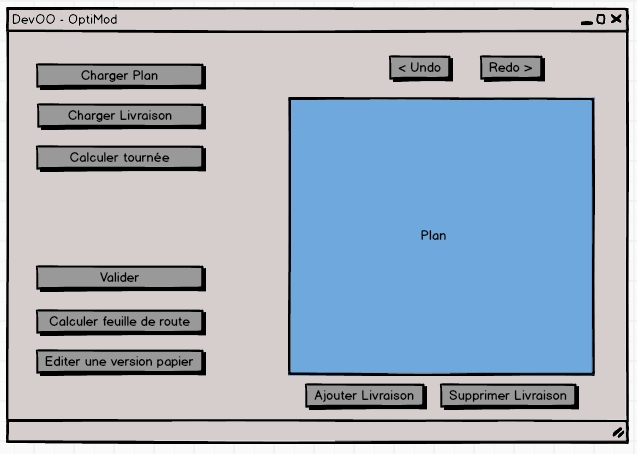 DevOO - OptiMod
< Undo
Redo >
Charger Plan
Charger Livraison
Calculer tournée
Plan
Valider
Calculer feuille de route
Editer une version papier
Ajouter Livraison
Supprimer Livraison